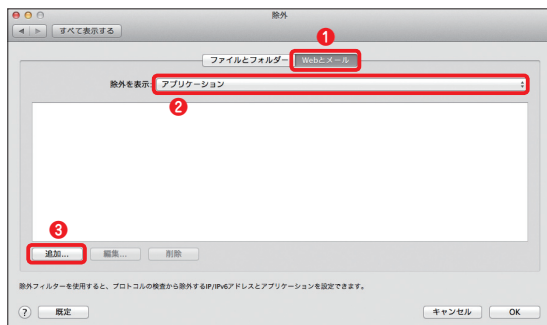 除外
すべて表示する
1
ファイルとフォルダー Webとメール
除外を表示: アプリケーション
2
3
追加... 編集... 削除
除外フィルターを使用すると、プロトコルの検査から除外するIP/IPv6アドレスとアプリケーションを設定できます。
? 既定 キャンセル OK